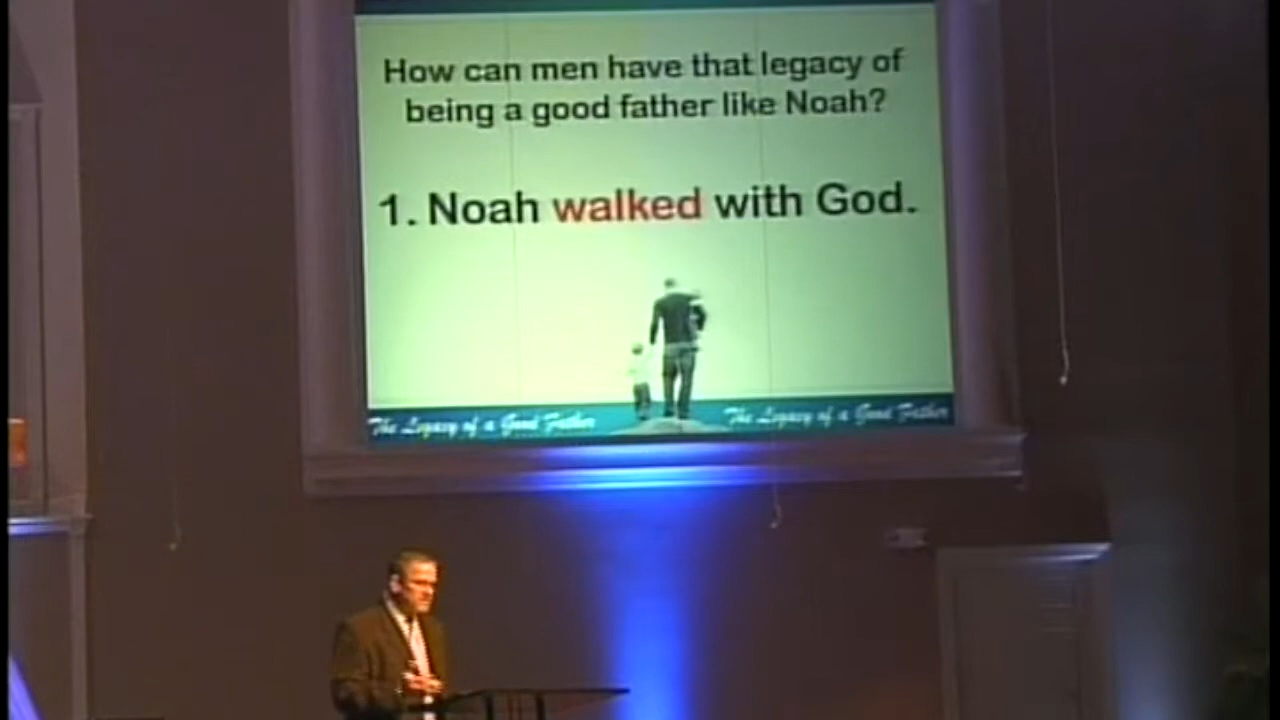 How can men have that legacy of
being a good father like Noah?
1. Noah walked with God.
The Legacy of a Good Father The Legacy of a Good Father